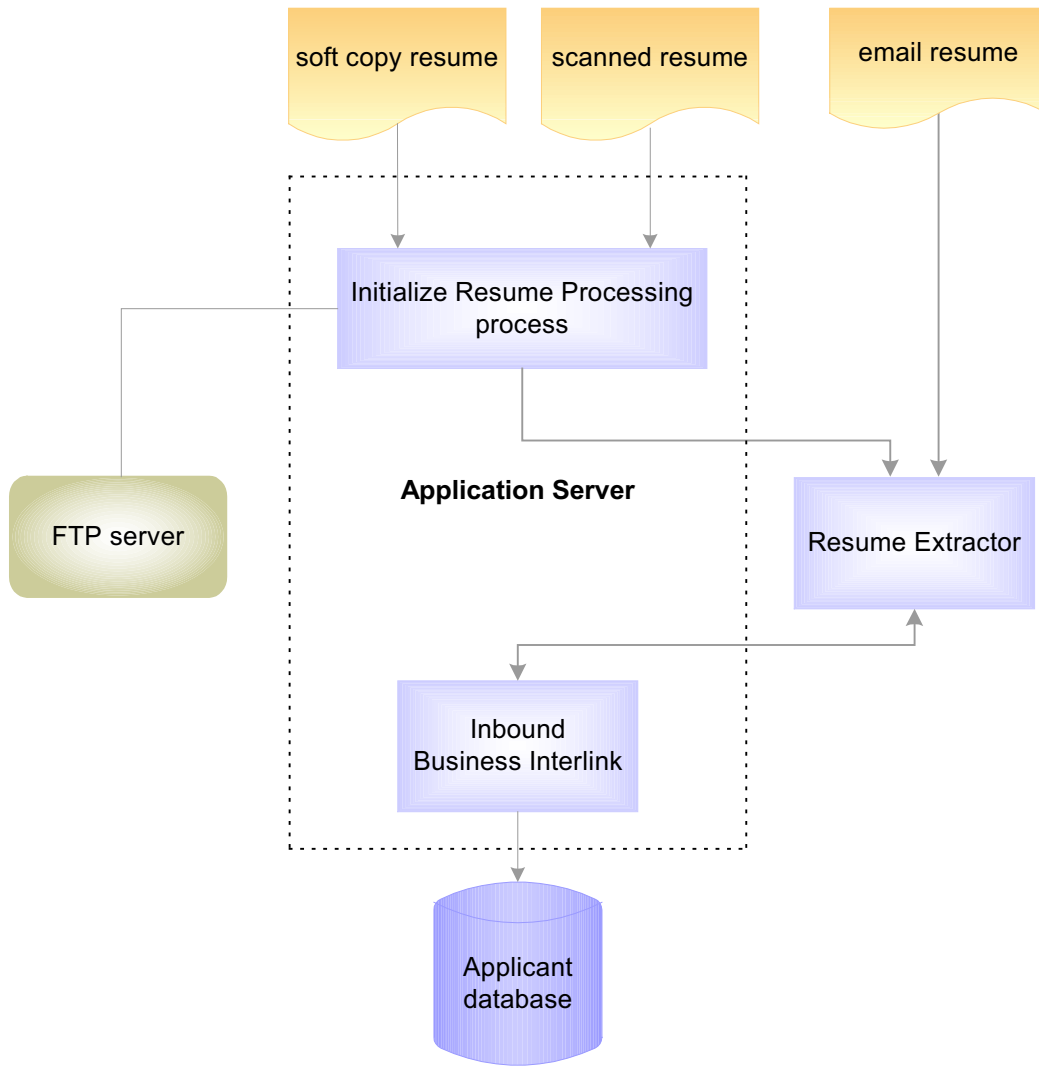 soft copy resume
scanned resume
email resume
Initialize Resume Processing
process
Application Server
FTP server
Resume Extractor
Inbound
Business Interlink
Applicant
database